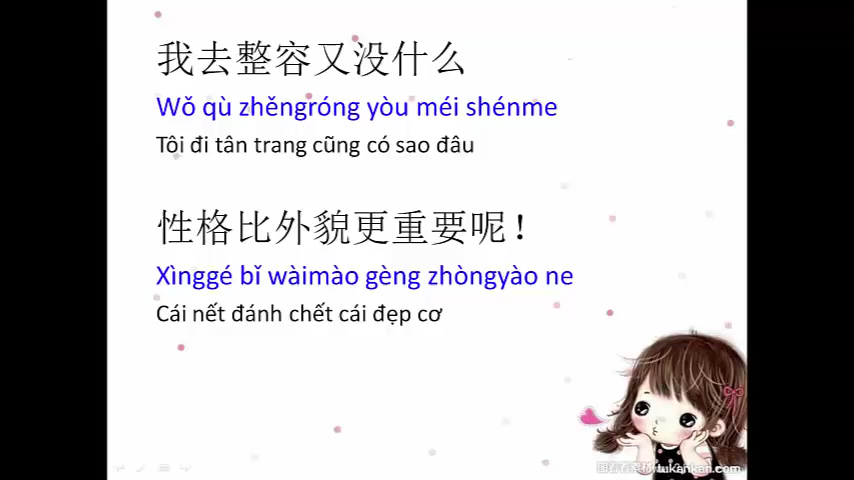 我去整容又没什么
Wǒ qù zhěngróng yòu méi shénme
Tôi đi tân trang cũng có sao đâu
性格比外貌更重要呢！
Xìnggé bǐ wàimào gèng zhòngyào ne
Cái nết đánh chết cái đẹp cơ